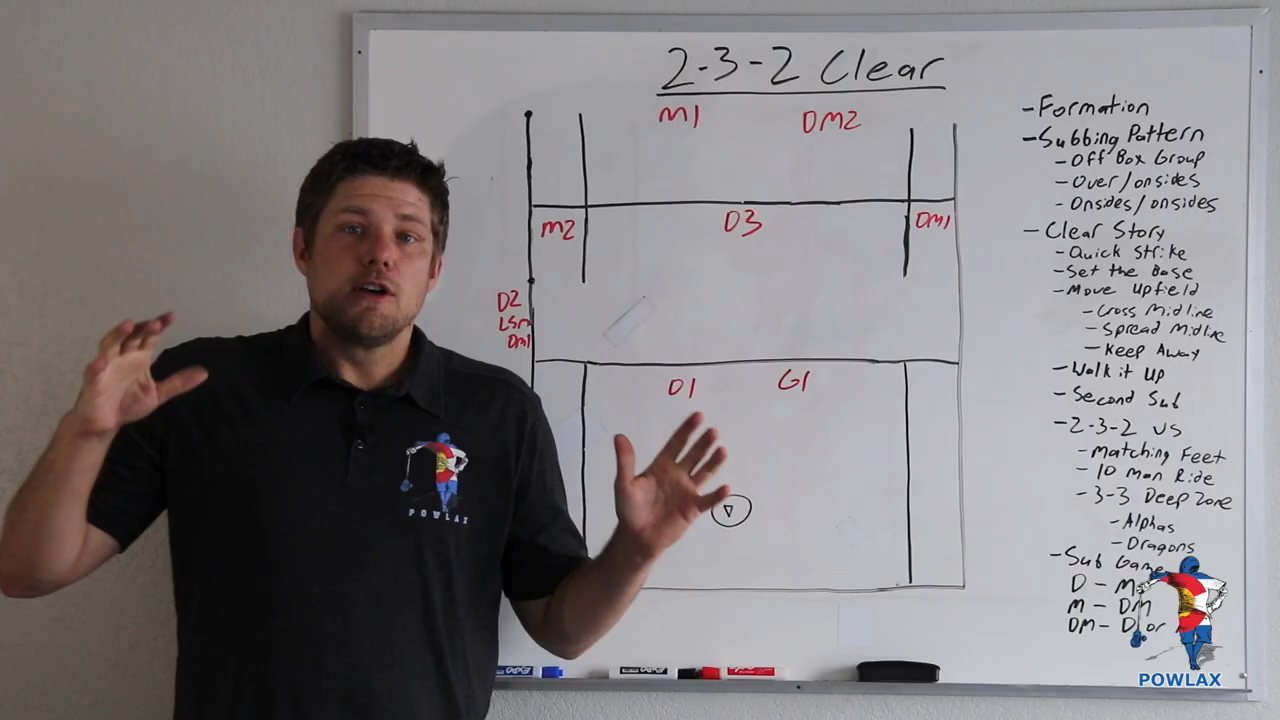 2-3-2 Clear
M1 DM2
M2 D3 DM1
D2
LSM
DM1
D1 G1
- Formation
- Subbing Pattern
- Off Box Group
- Over/onsides
- Onsides/onsides
- Clear Story
- Quick Strike
- Set the Base
- Move Upfield
- Cross Midline
- Spread Midline
- Keep Away
- Walk it Up
- Second Sub
- 2-3-2 vs
- Matching Feet
- 10 Man Ride
- 3-3 Deep Zone
- Alphas
- Dragons
- Sub Game
D - M
M - DM
DM - D or
POWLAX
POWLAX